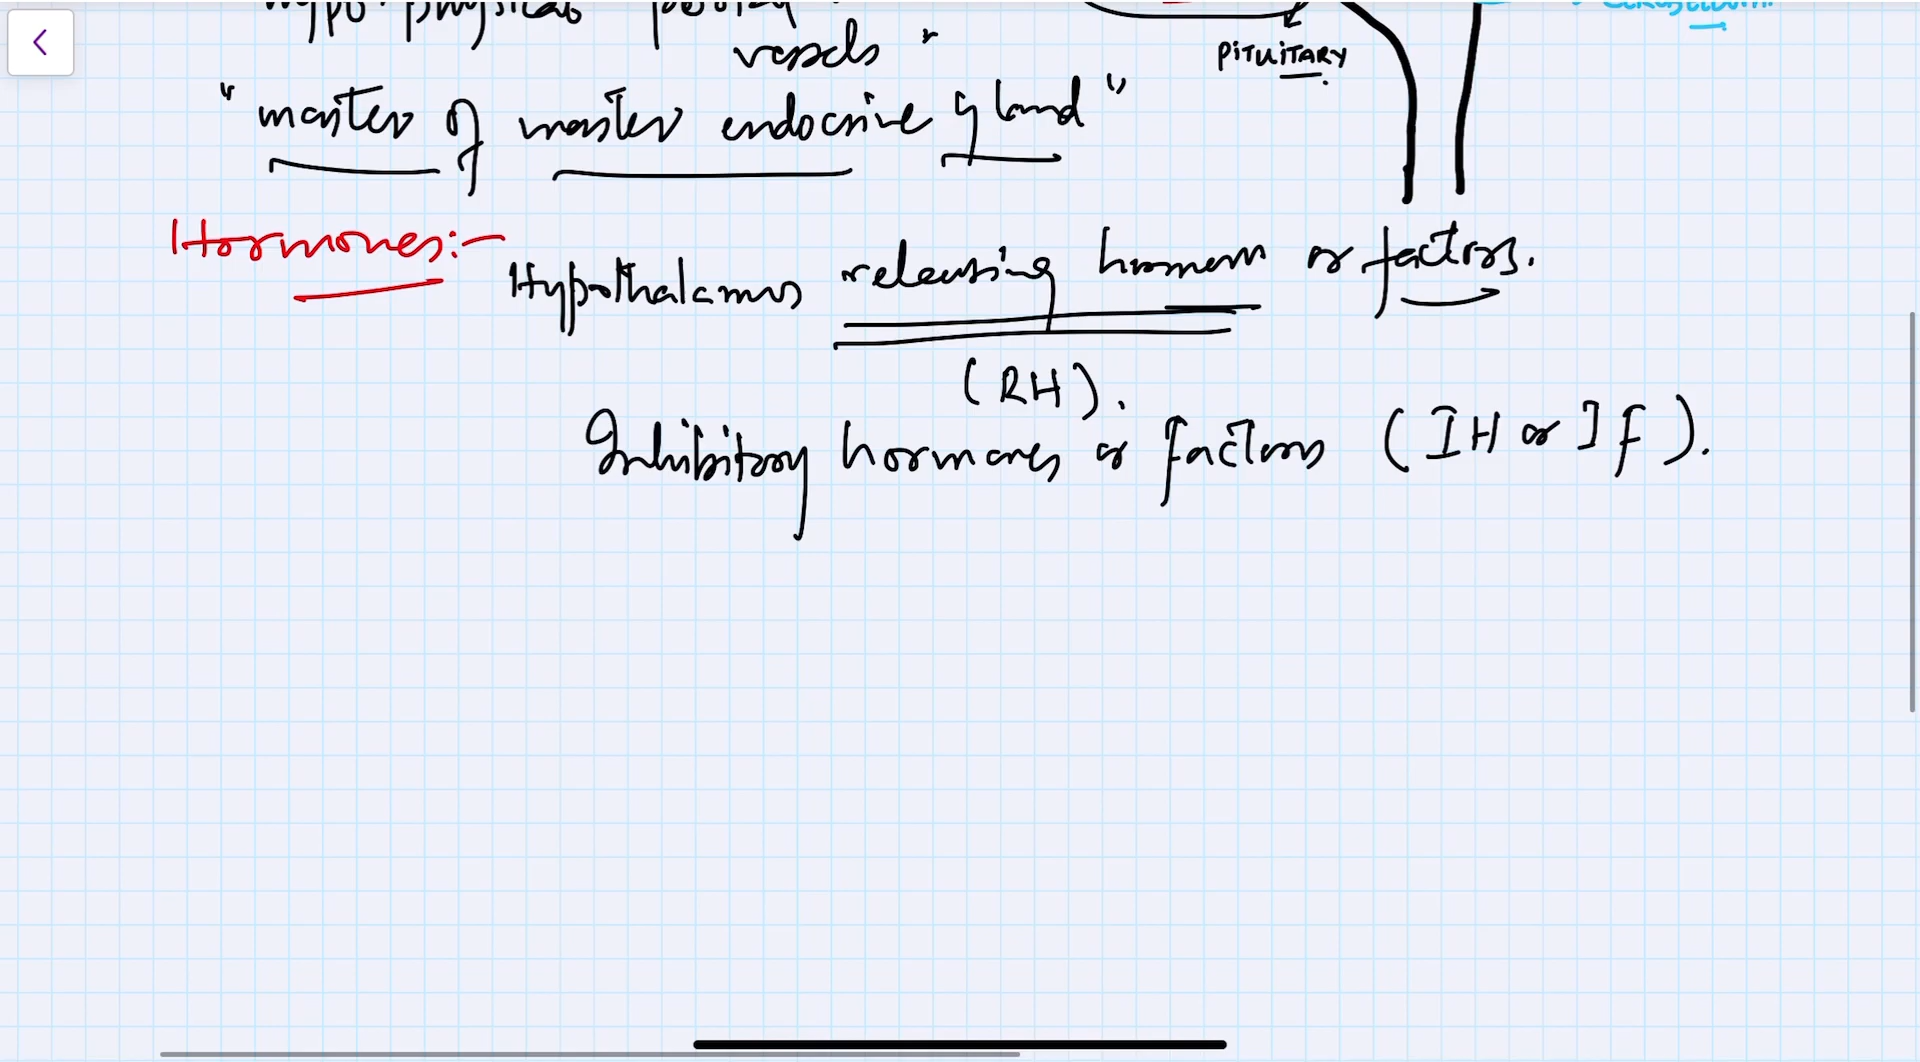 vessels "
PITUITARY
"master of master endocrine gland"
Hormones:-
Hypothalamus releasing hormon or factors.
(RH).
Inhibitory hormones or factors (IH or IF).